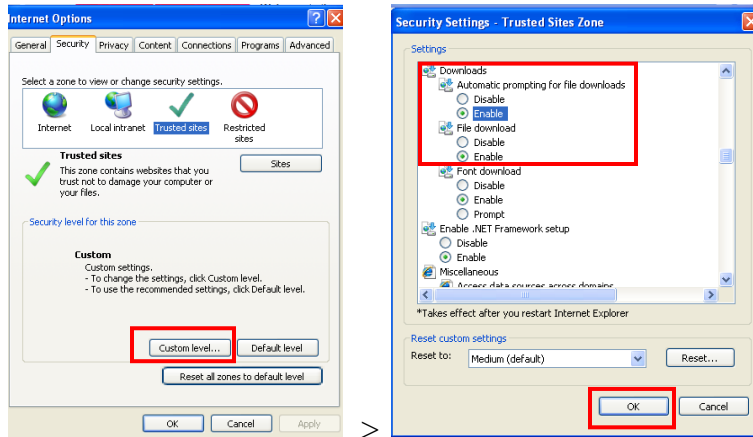 Internet Options
General Security Privacy Content Connections Programs Advanced
Select a zone to view or change security settings.
Internet Local intranet Trusted sites Restricted
sites
Trusted sites
This zone contains websites that you
trust not to damage your computer or
your files.
Sites
Security level for this zone
Custom
Custom settings.
- To change the settings, click Custom level.
- To use the recommended settings, click Default level.
Custom level... Default level
Reset all zones to default level
OK Cancel Apply
>
Security Settings - Trusted Sites Zone
Settings
Downloads
Automatic prompting for file downloads
Disable
Enable
File download
Disable
Enable
Font download
Disable
Enable
Prompt
Enable .NET Framework setup
Disable
Enable
Miscellaneous
Access data sources across domains
*Takes effect after you restart Internet Explorer
Reset custom settings
Reset to: Medium (default) Reset...
OK Cancel